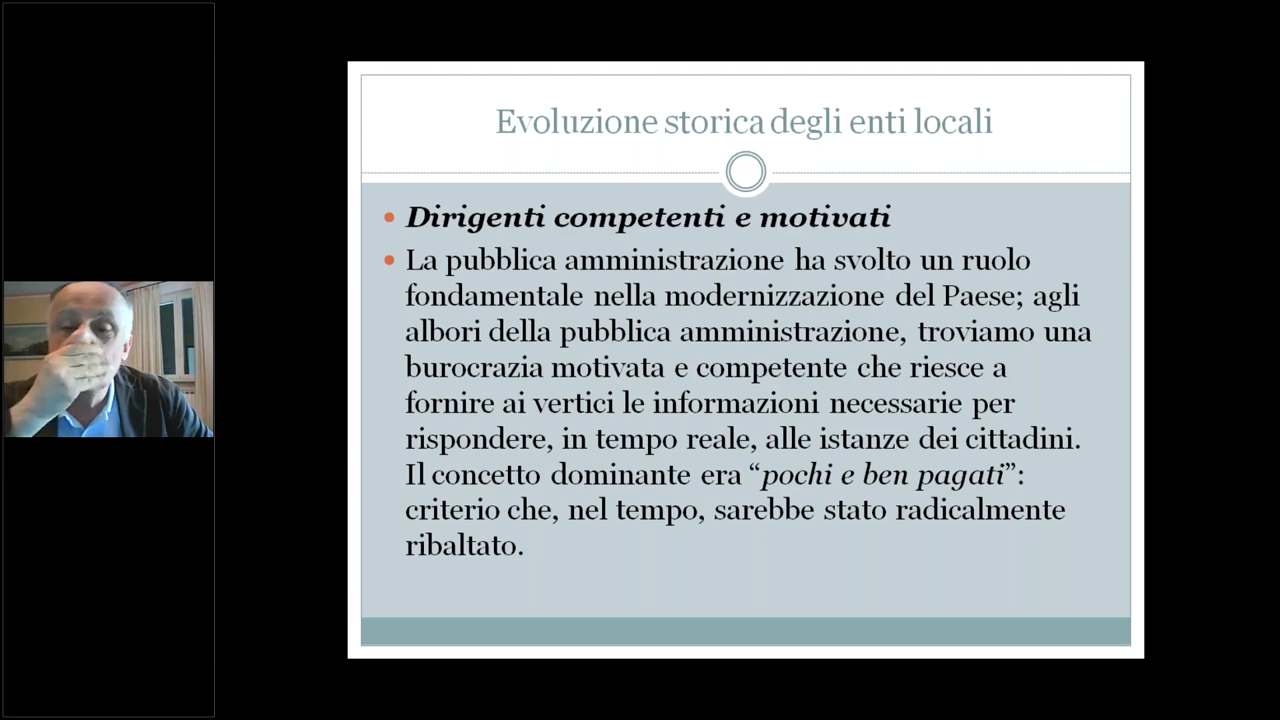 Evoluzione storica degli enti locali
Dirigenti competenti e motivati
La pubblica amministrazione ha svolto un ruolo
fondamentale nella modernizzazione del Paese; agli
albori della pubblica amministrazione, troviamo una
burocrazia motivata e competente che riesce a
fornire ai vertici le informazioni necessarie per
rispondere, in tempo reale, alle istanze dei cittadini.
Il concetto dominante era “pochi e ben pagati”:
criterio che, nel tempo, sarebbe stato radicalmente
ribaltato.